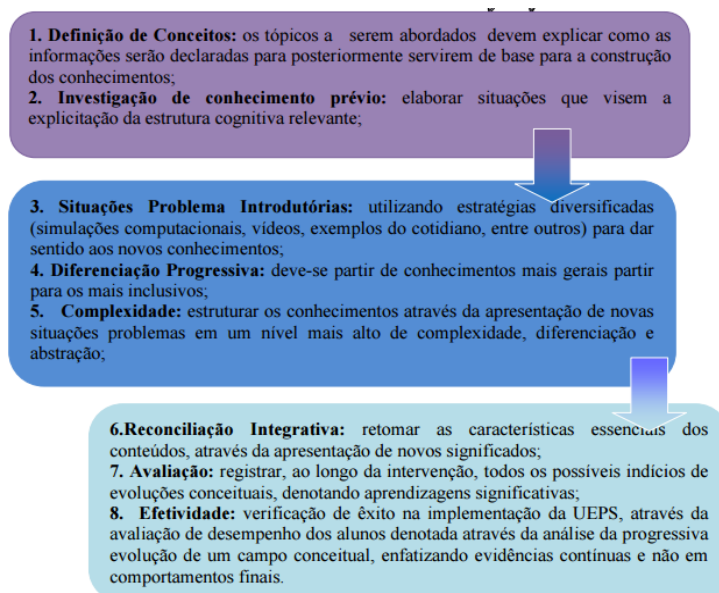 1. Definição de Conceitos: os tópicos a serem abordados devem explicar como as
informações serão declaradas para posteriormente servirem de base para a construção
dos conhecimentos;
2. Investigação de conhecimento prévio: elaborar situações que visem a
explicitação da estrutura cognitiva relevante;
3. Situações Problema Introdutórias: utilizando estratégias diversificadas
(simulações computacionais, vídeos, exemplos do cotidiano, entre outros) para dar
sentido aos novos conhecimentos;
4. Diferenciação Progressiva: deve-se partir de conhecimentos mais gerais partir
para os mais inclusivos;
5. Complexidade: estruturar os conhecimentos através da apresentação de novas
situações problemas em um nível mais alto de complexidade, diferenciação e
abstração;
6.Reconciliação Integrativa: retomar as características essenciais dos
conteúdos, através da apresentação de novos significados;
7. Avaliação: registrar, ao longo da intervenção, todos os possíveis indícios de
evoluções conceituais, denotando aprendizagens significativas;
8. Efetividade: verificação de êxito na implementação da UEPS, através da
avaliação de desempenho dos alunos denotada através da análise da progressiva
evolução de um campo conceitual, enfatizando evidências contínuas e não em
comportamentos finais.